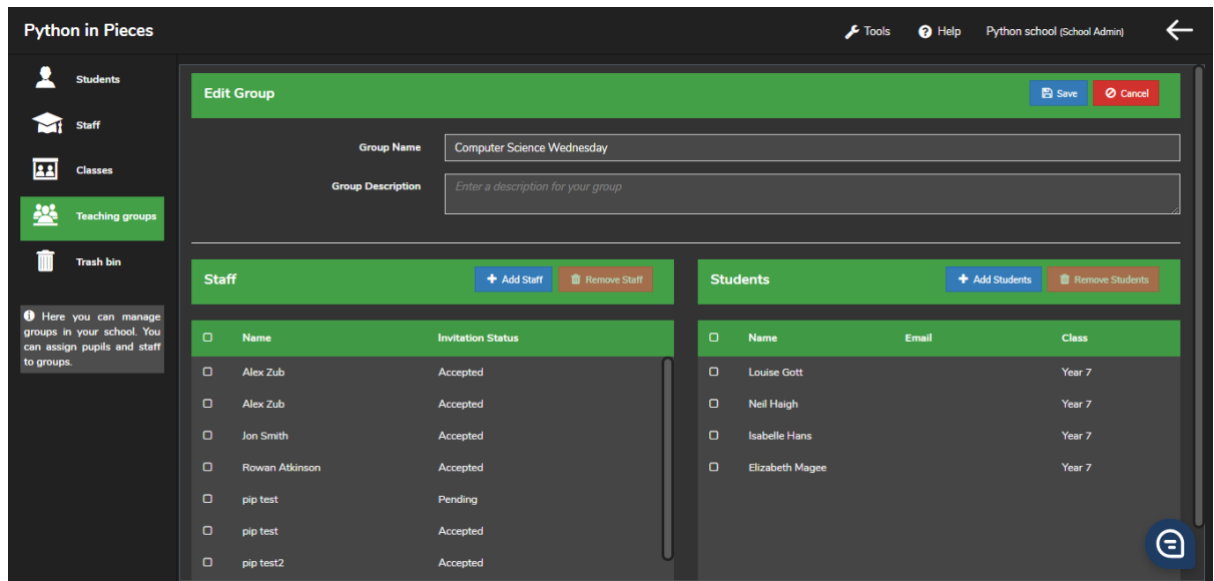 Python in Pieces
Tools Help Python school (School Admin)
Students
Staff
Classes
Teaching groups
Trash bin
Here you can manage
groups in your school. You
can assign pupils and staff
to groups.
Edit Group Save Cancel
Group Name Computer Science Wednesday
Group Description Enter a description for your group
Staff Add Staff Remove Staff
Name Invitation Status
Alex Zub Accepted
Alex Zub Accepted
Jon Smith Accepted
Rowan Atkinson Accepted
pip test Pending
pip test Accepted
pip test2 Accepted
Students Add Students Remove Students
Name Email Class
Louise Gott Year 7
Neil Haigh Year 7
Isabelle Hans Year 7
Elizabeth Magee Year 7